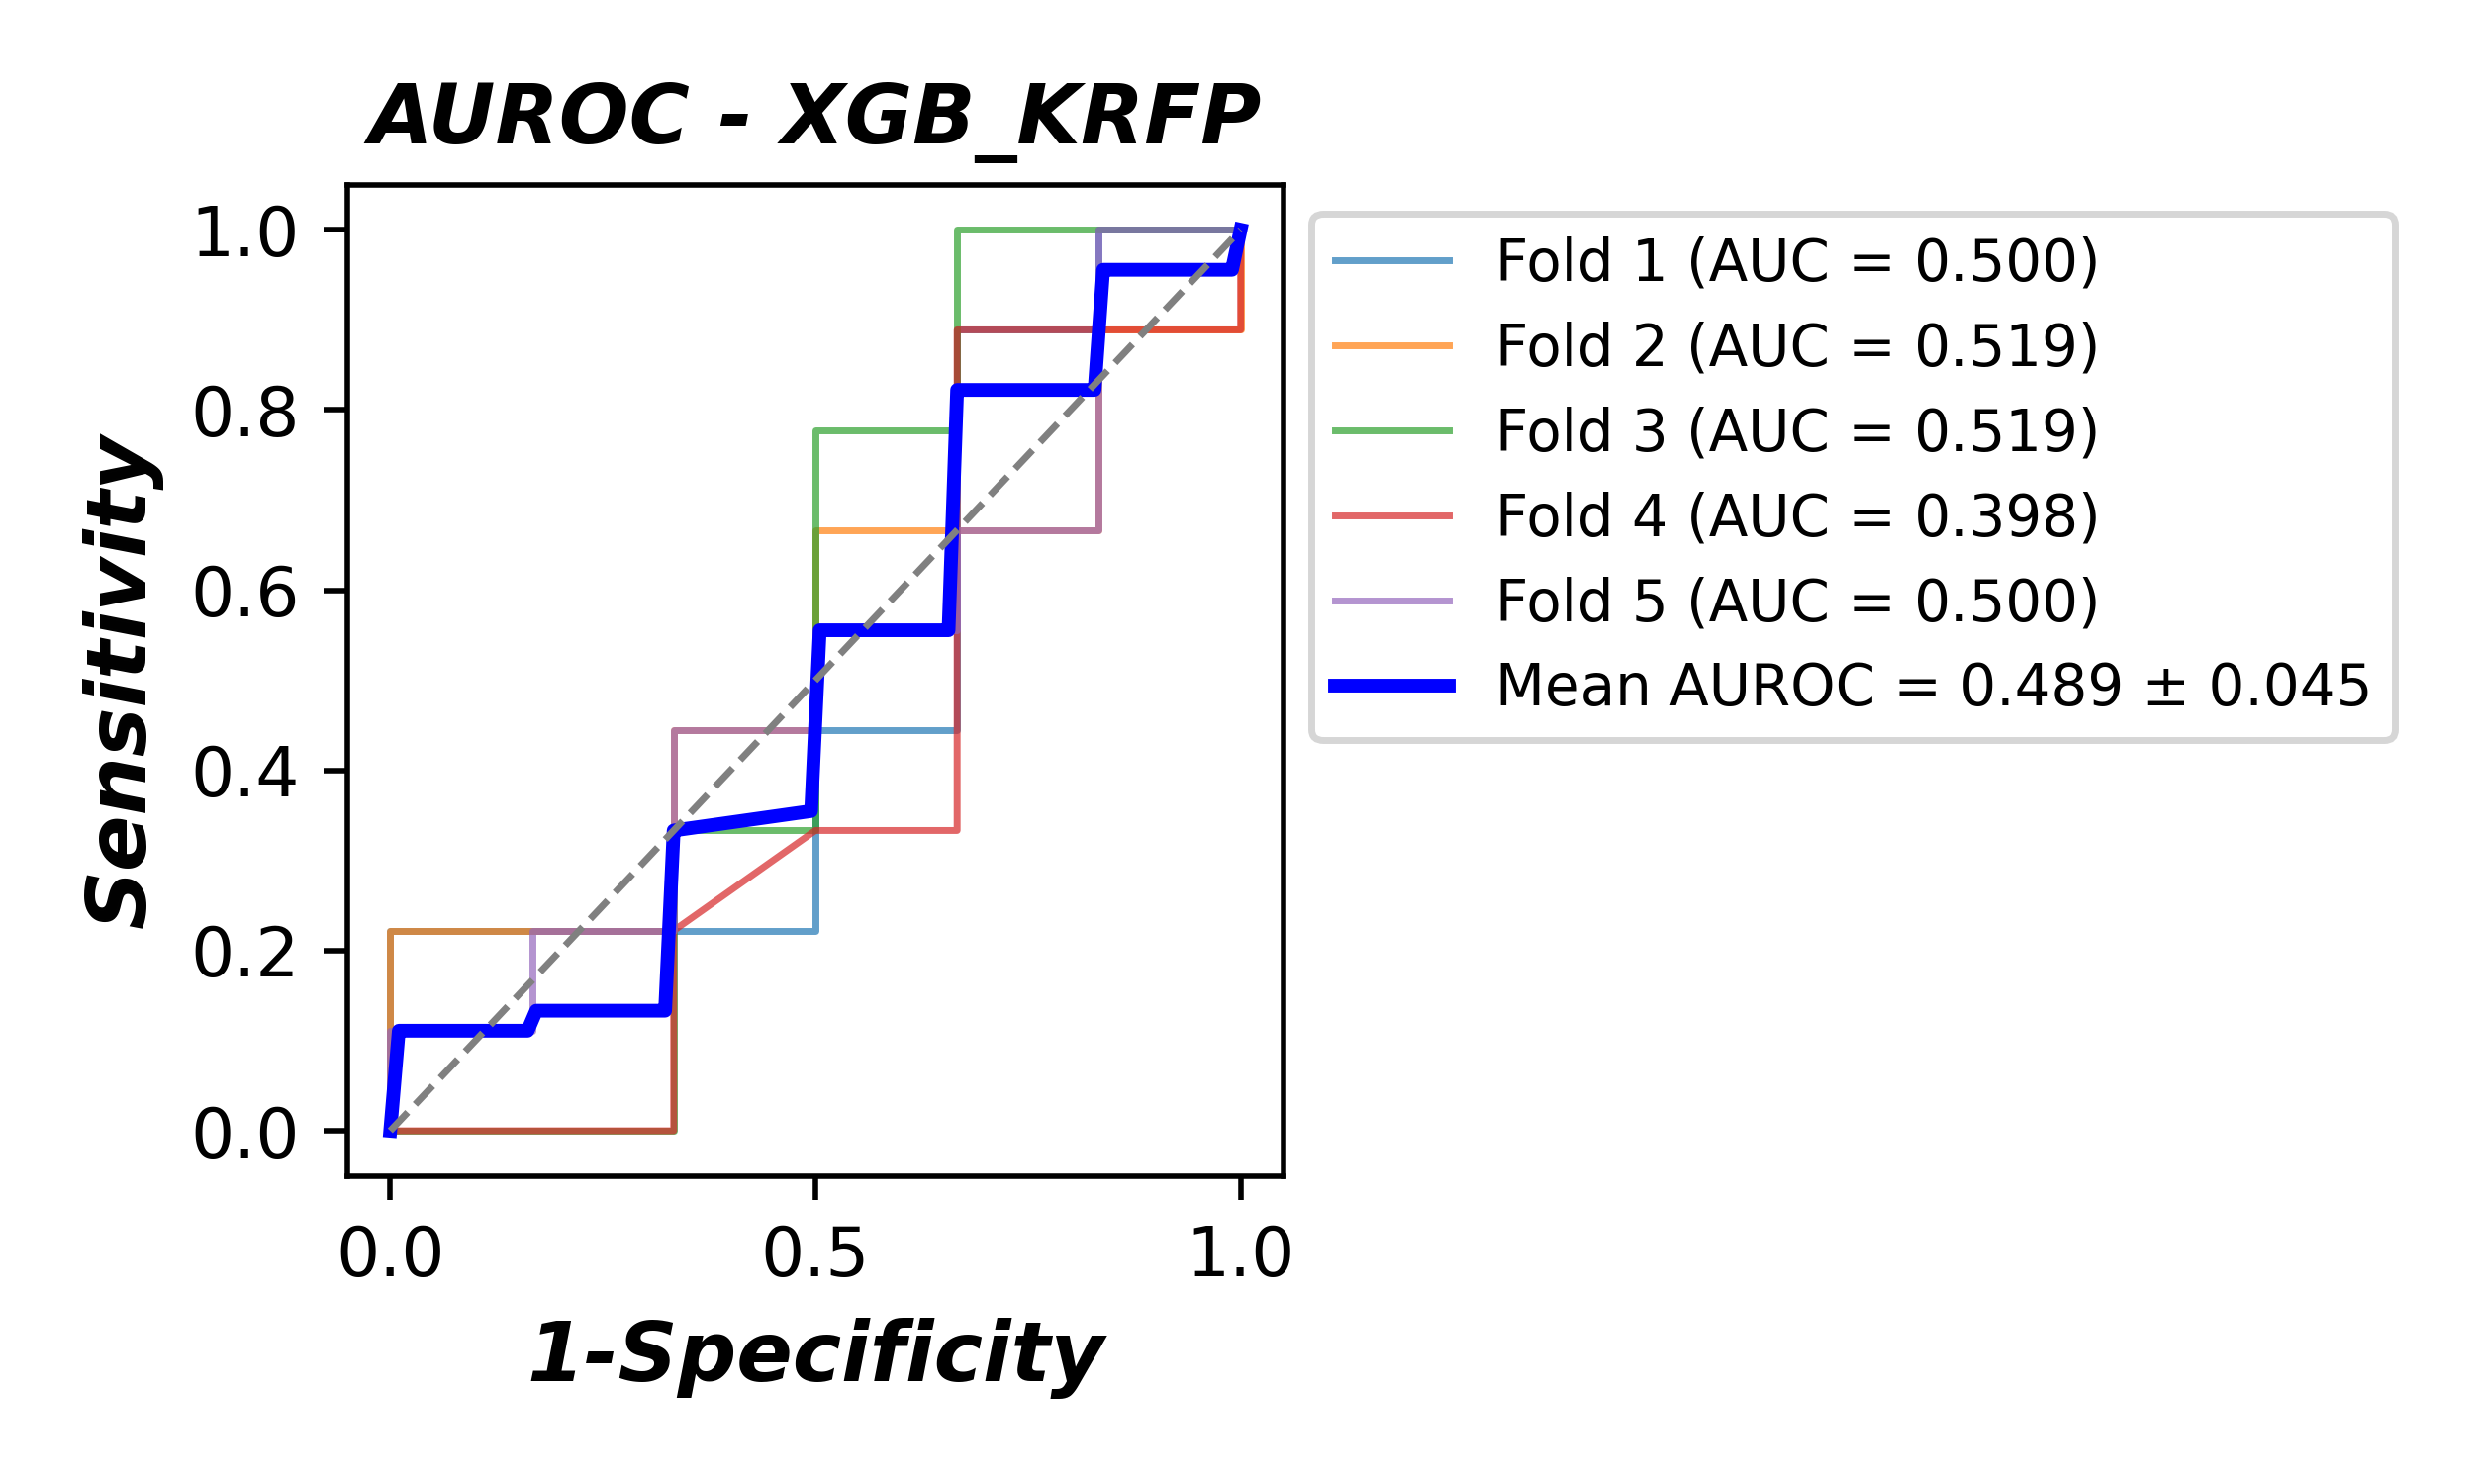 AUROC - XGB_KRFP
Sensitivity
1.0
0.8
0.6
0.4
0.2
0.0
0.0 0.5 1.0
1-Specificity
Fold 1 (AUC = 0.500)
Fold 2 (AUC = 0.519)
Fold 3 (AUC = 0.519)
Fold 4 (AUC = 0.398)
Fold 5 (AUC = 0.500)
Mean AUROC = 0.489 ± 0.045